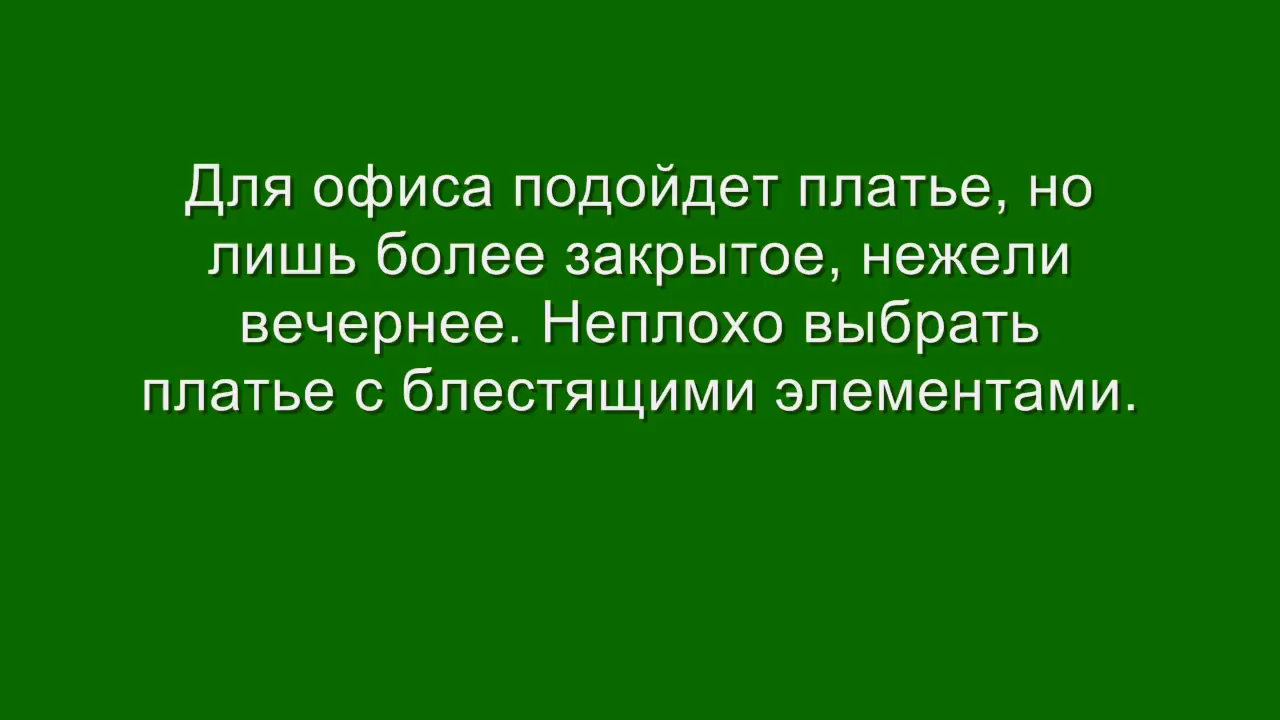 Для офиса подойдет платье, но
лишь более закрытое, нежели
вечернее. Неплохо выбрать
платье с блестящими элементами.